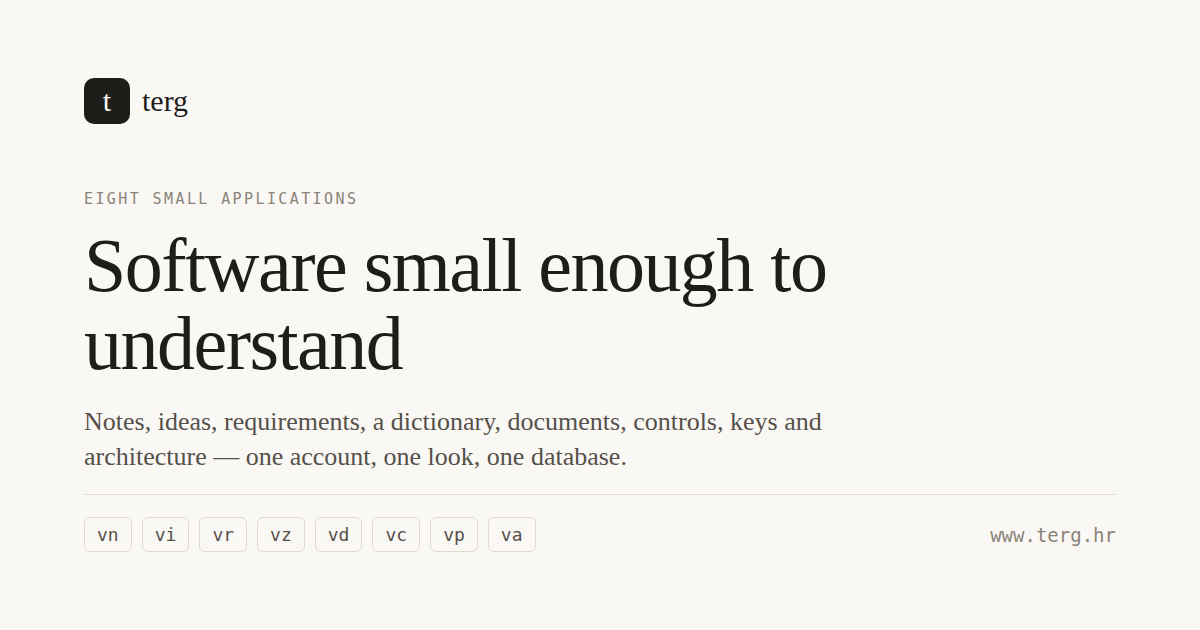 t terg
EIGHT SMALL APPLICATIONS
Software small enough to
understand
Notes, ideas, requirements, a dictionary, documents, controls, keys and
architecture — one account, one look, one database.
vn vi vr vz vd vc vp va www.terg.hr